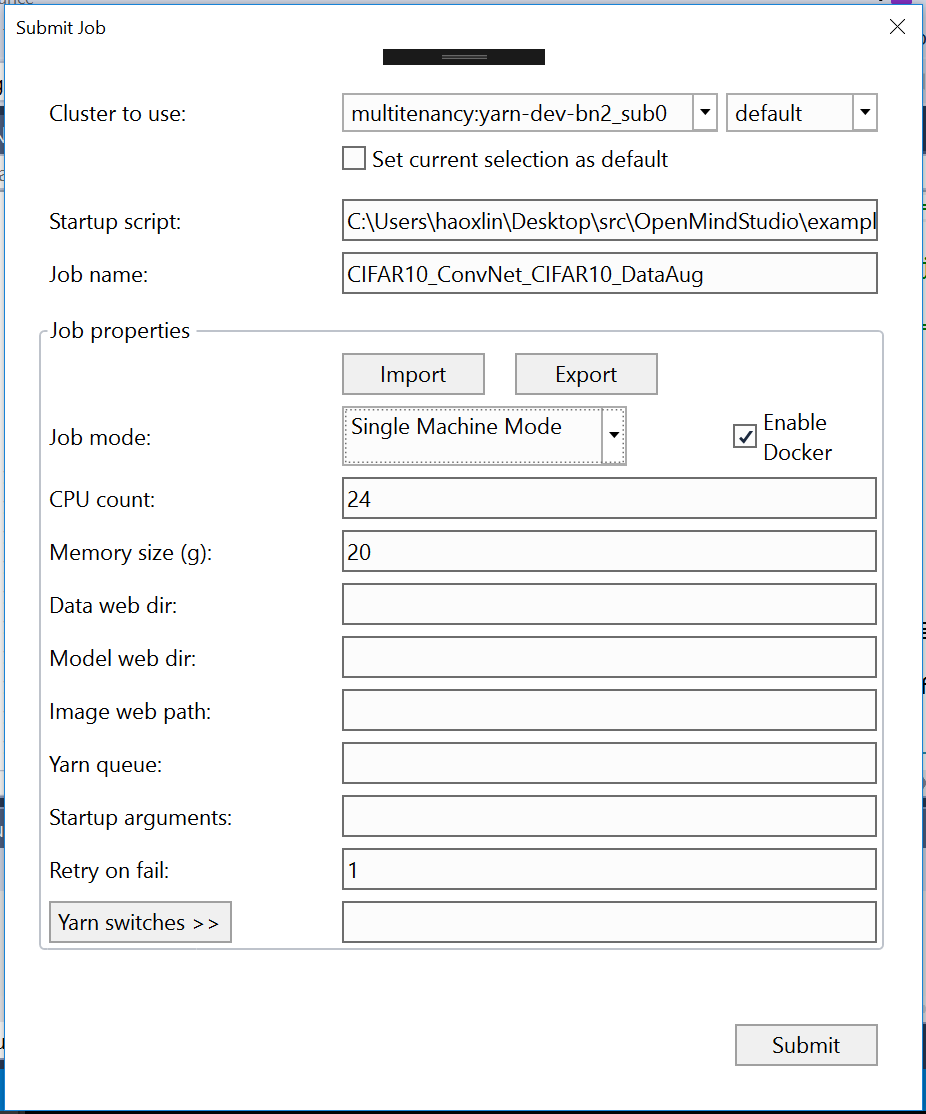 Submit Job
Cluster to use: multitenancy:yarn-dev-bn2_sub0 default
Set current selection as default
Startup script: C:\Users\haoxlin\Desktop\src\OpenMindStudio\exampl
Job name: CIFAR10_ConvNet_CIFAR10_DataAug
Job properties
Import Export
Job mode: Single Machine Mode Enable
Docker
CPU count: 24
Memory size (g): 20
Data web dir:
Model web dir:
Image web path:
Yarn queue:
Startup arguments:
Retry on fail: 1
Yarn switches >>
Submit